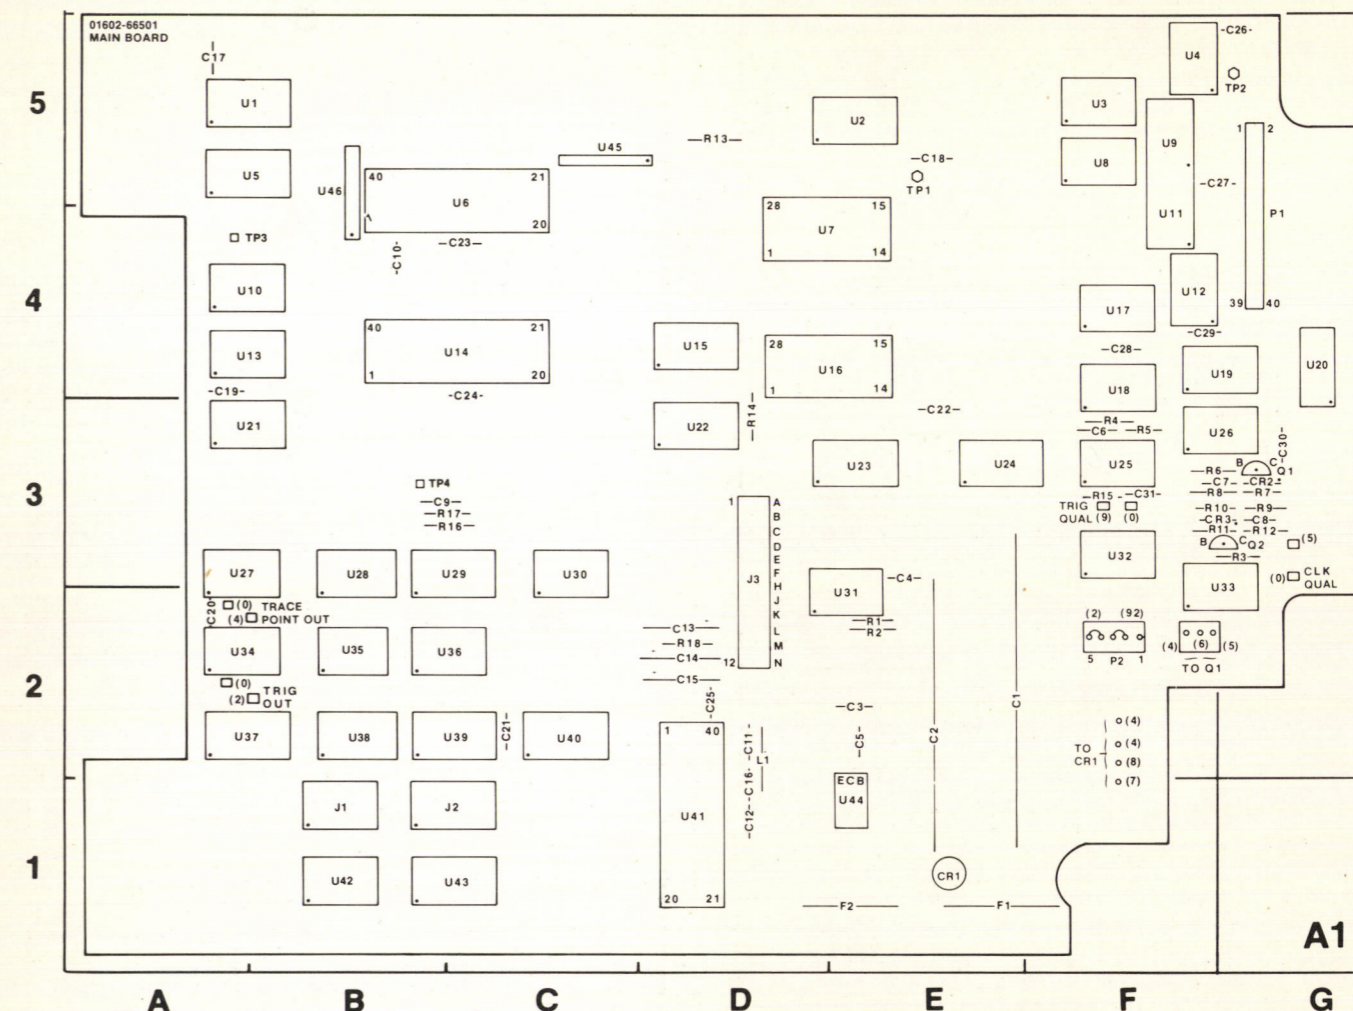 01602-66501
MAIN BOARD
C17
C26
U4
TP2
5
U1
U2
U3
U9
1 2
R13
U45
U8
C18
TP1
U5
U46
40 21
U6
20
C27
28 15
U7
1 14
U11
P1
TP3
C10
C23
4
U10
U12
39 40
U17
C29
40 21
U14
1 20
U15
28 15
U16
1 14
U13
C28
U19
U20
C19
C24
U18
R14
C22
U21
U22
R4
C6 R5
U26
C30
U23
U24
U25
B C Q1
R6
C7 CR2
R8 R7
3
TP4
C9
R17
R16
1
A
B
C
D
E
F
H
J
K
L
M
N
J3
12
R15 C31
TRIG
QUAL (9) (0)
R10 R9
CR3 C8
R11 R12
B C Q2
R3
(5)
U27
U28
U29
U30
U31
C4
U32
U33
(0) CLK
QUAL
C20
(0) TRACE
(4) POINT OUT
R1
R2
C13
R18
C14
C15
(2) (92)
5 P2 1
(4) (6) (5)
TO Q1
U34
U35
U36
2
(0)
(2) TRIG
OUT
C25
C3
C1
U37
U38
U39
C21
U40
1 40
U41
20 21
C11
L1
C16
C12
C5
C2
TO
CR1
(4)
(4)
(8)
(7)
ECB
U44
J1
J2
1
U42
U43
CR1
F2
F1
A1
A B C D E F G